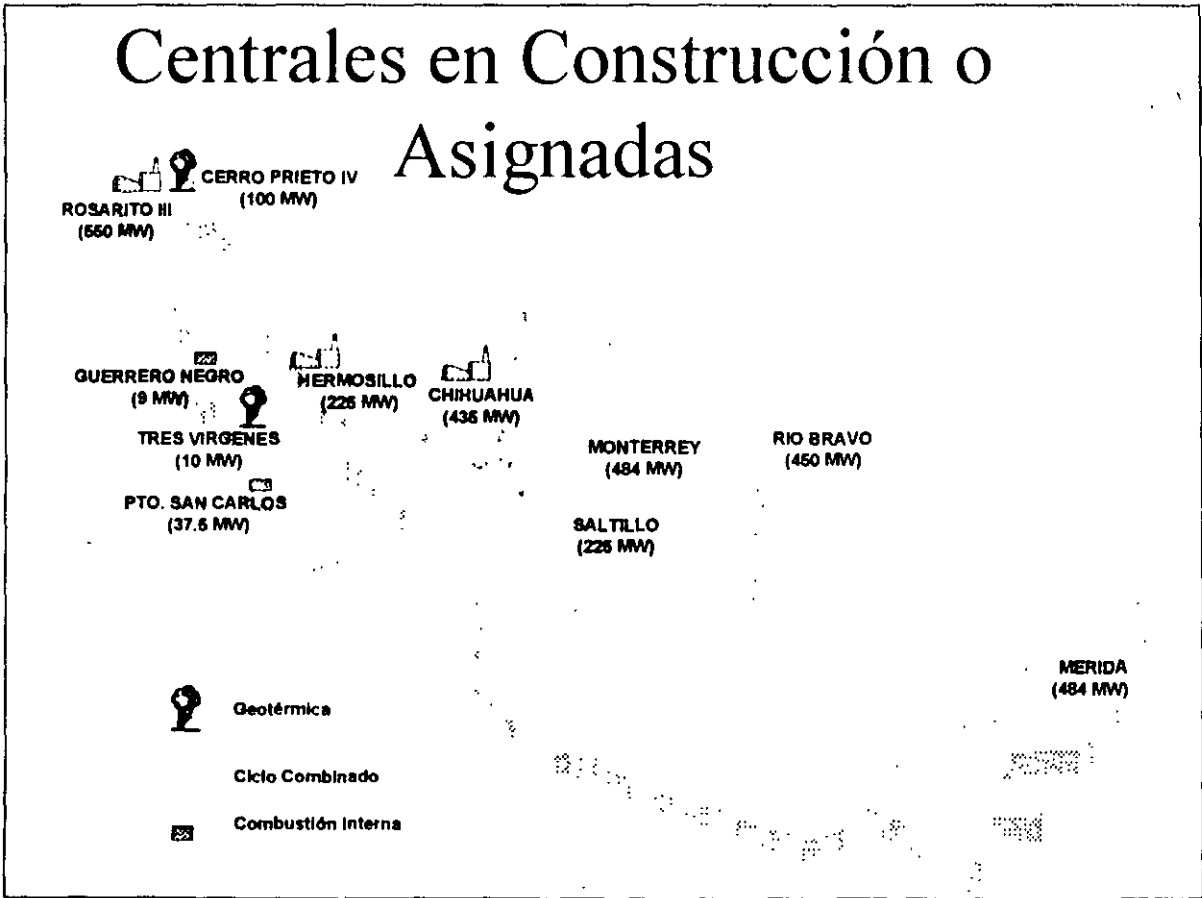 Centrales en Construcción o
Asignadas
CERRO PRIETO IV
(100 MW)
ROSARITO III
(550 MW)
GUERRERO NEGRO
(9 MW)
HERMOSILLO
(225 MW)
CHIHUAHUA
(435 MW)
TRES VIRGENES
(10 MW)
MONTERREY
(484 MW)
RIO BRAVO
(450 MW)
PTO. SAN CARLOS
(37.5 MW)
SALTILLO
(225 MW)
MERIDA
(484 MW)
Geotérmica
Ciclo Combinado
Combustión Interna